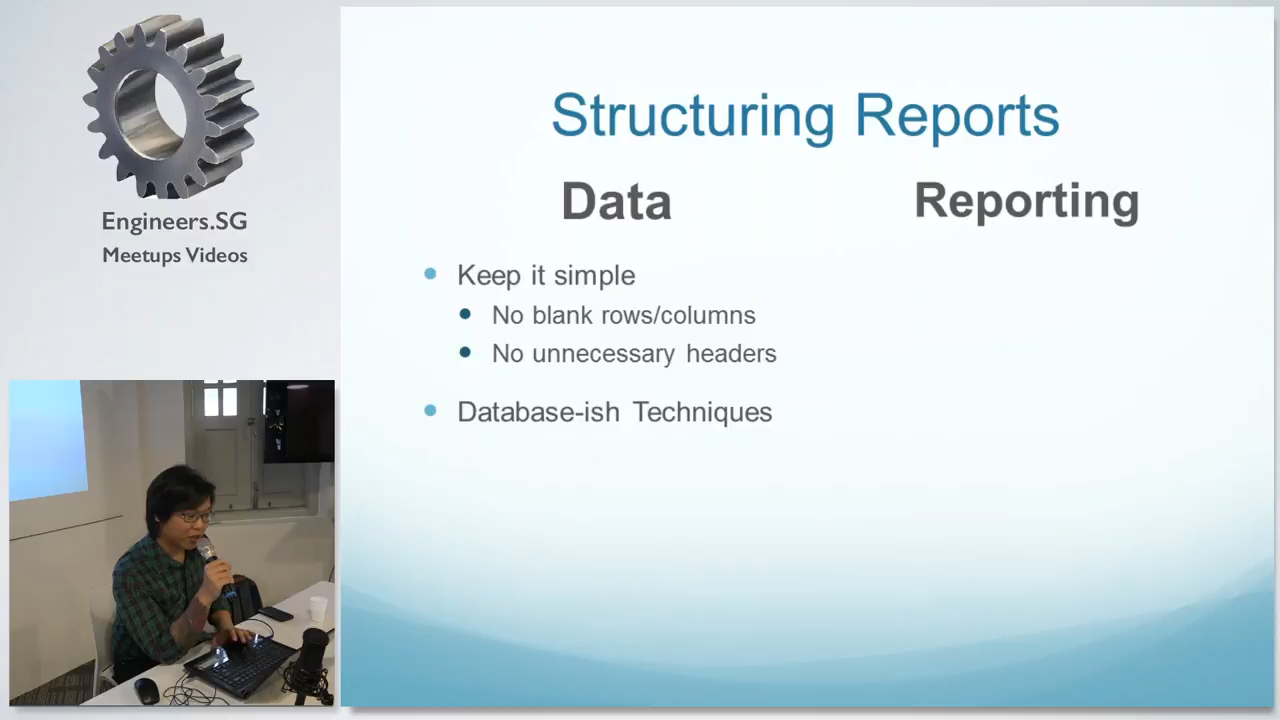 Engineers.SG
Meetups Videos
Structuring Reports
Data
Reporting
Keep it simple
No blank rows/columns
No unnecessary headers
Database-ish Techniques